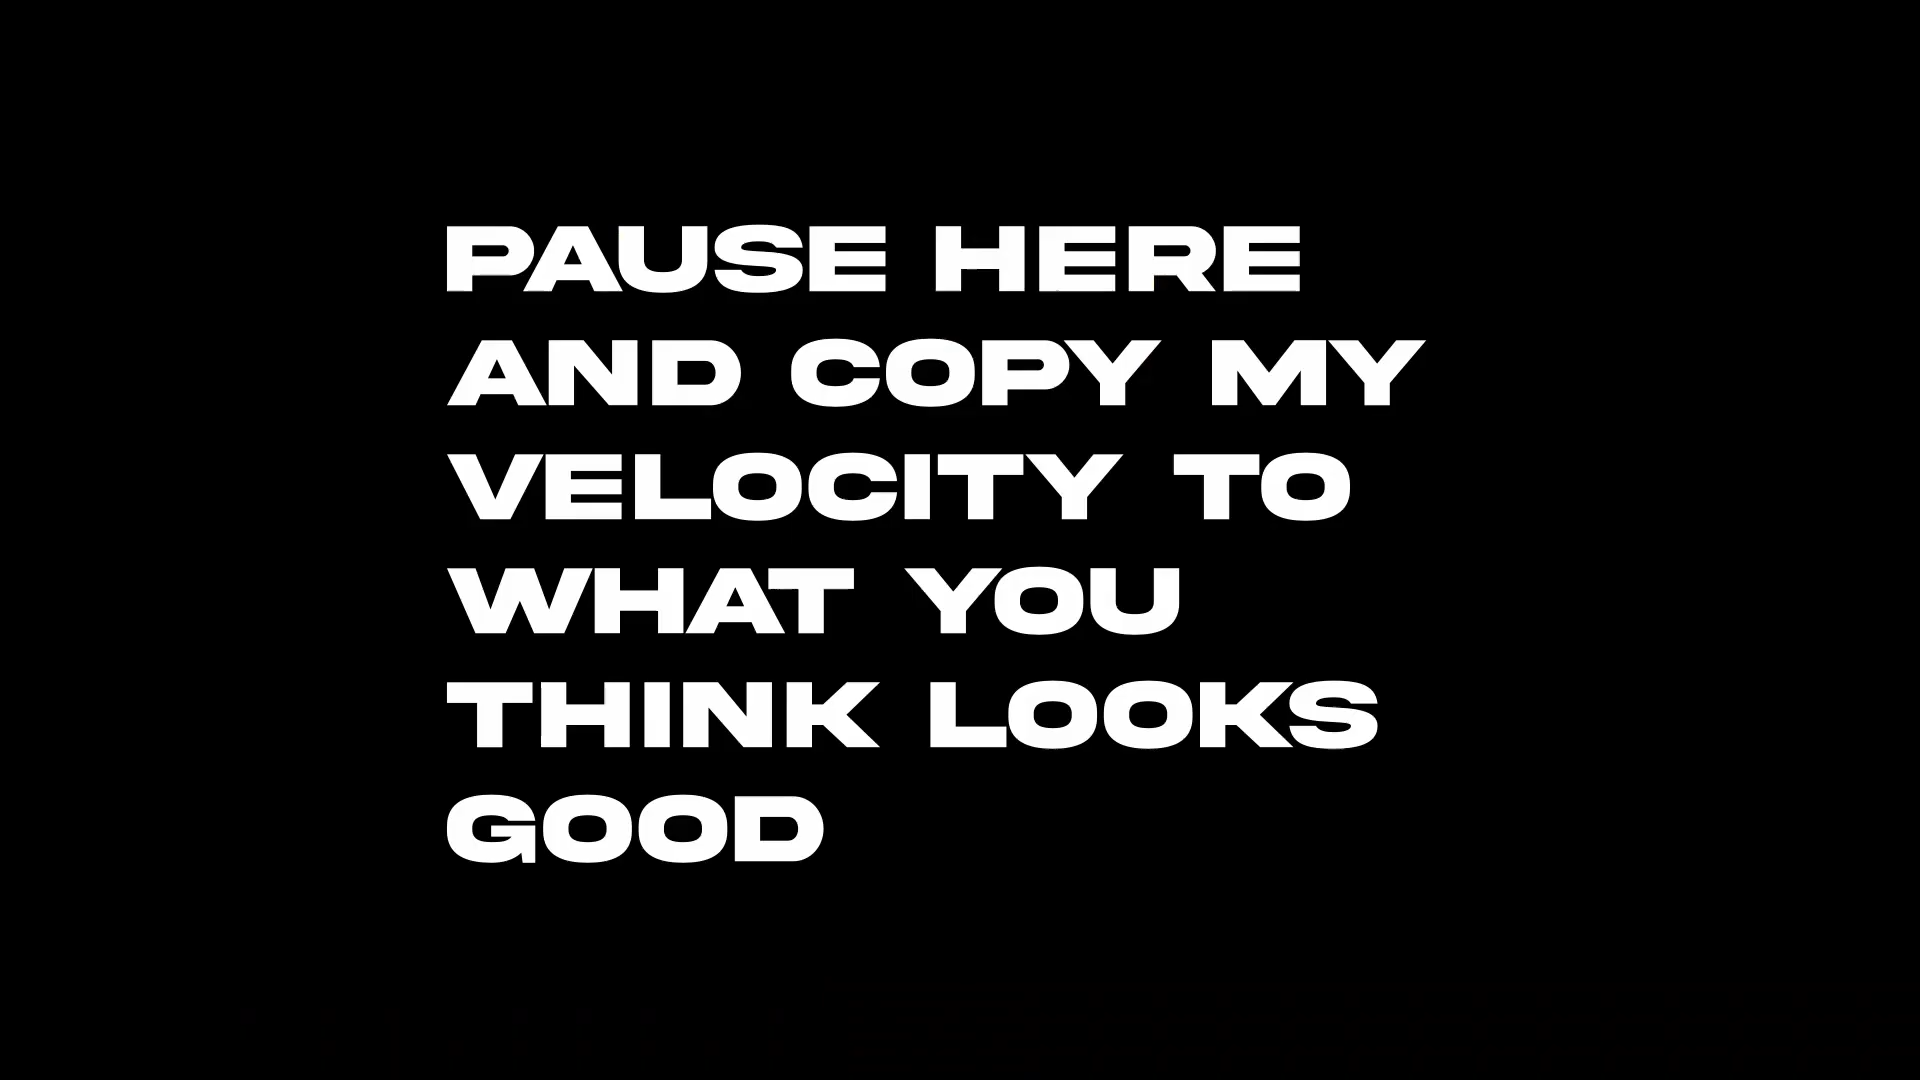 PAUSE HERE
AND COPY MY
VELOCITY TO
WHAT YOU
THINK LOOKS
GOOD